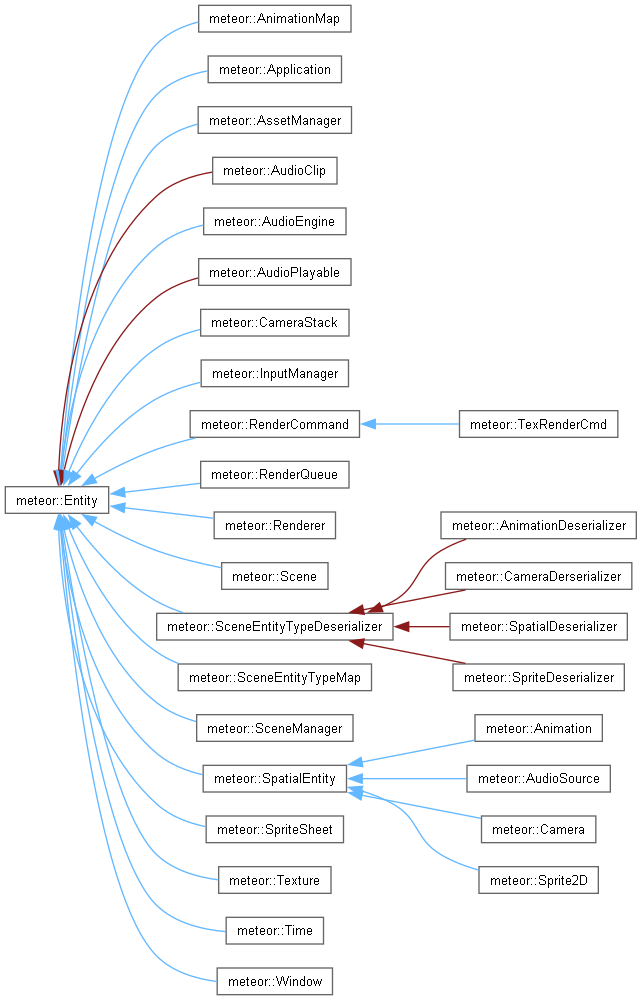 meteor::AnimationMap
meteor::Application
meteor::AssetManager
meteor::AudioClip
meteor::AudioEngine
meteor::AudioPlayable
meteor::CameraStack
meteor::InputManager
meteor::RenderCommand
meteor::TexRenderCmd
meteor::RenderQueue
meteor::Entity
meteor::Renderer
meteor::AnimationDeserializer
meteor::Scene
meteor::CameraDerserializer
meteor::SceneEntityTypeDeserializer
meteor::SpatialDeserializer
meteor::SceneEntityTypeMap
meteor::SpriteDeserializer
meteor::SceneManager
meteor::Animation
meteor::SpatialEntity
meteor::AudioSource
meteor::SpriteSheet
meteor::Camera
meteor::Texture
meteor::Sprite2D
meteor::Time
meteor::Window